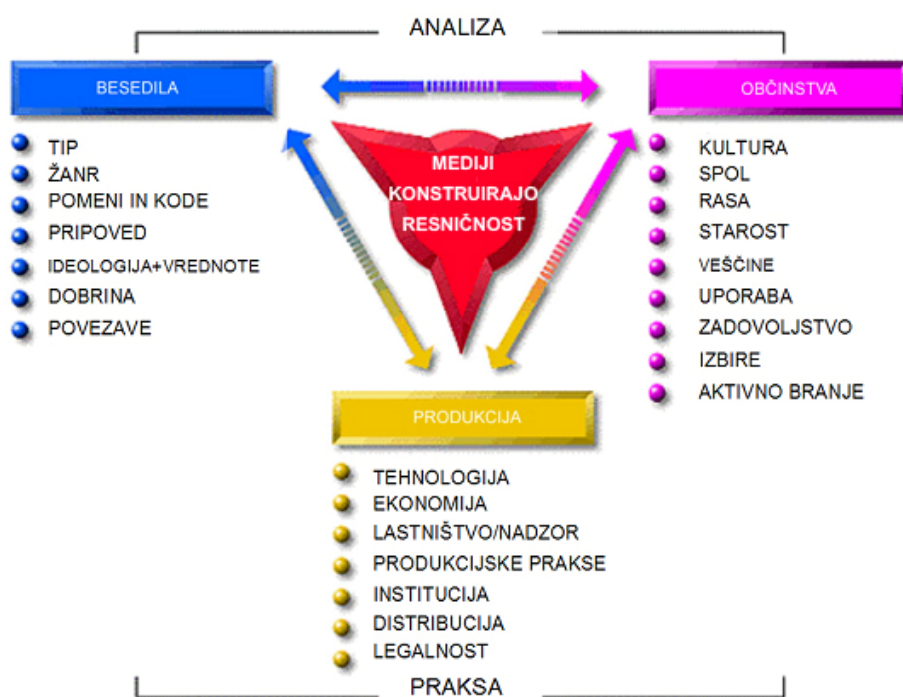 ANALIZA
BESEDILA
OBČINSTVA
MEDIJI
KONSTRUIRAJO
RESNIČNOST
TIP
ŽANR
POMENI IN KODE
PRIPOVED
IDEOLOGIJA+VREDNOTE
DOBRINA
POVEZAVE
KULTURA
SPOL
RASA
STAROST
VEŠČINE
UPORABA
ZADOVOLJSTVO
IZBIRE
AKTIVNO BRANJE
PRODUKCIJA
TEHNOLOGIJA
EKONOMIJA
LASTNIŠTVO/NADZOR
PRODUKCIJSKE PRAKSE
INSTITUCIJA
DISTRIBUCIJA
LEGALNOST
PRAKSA